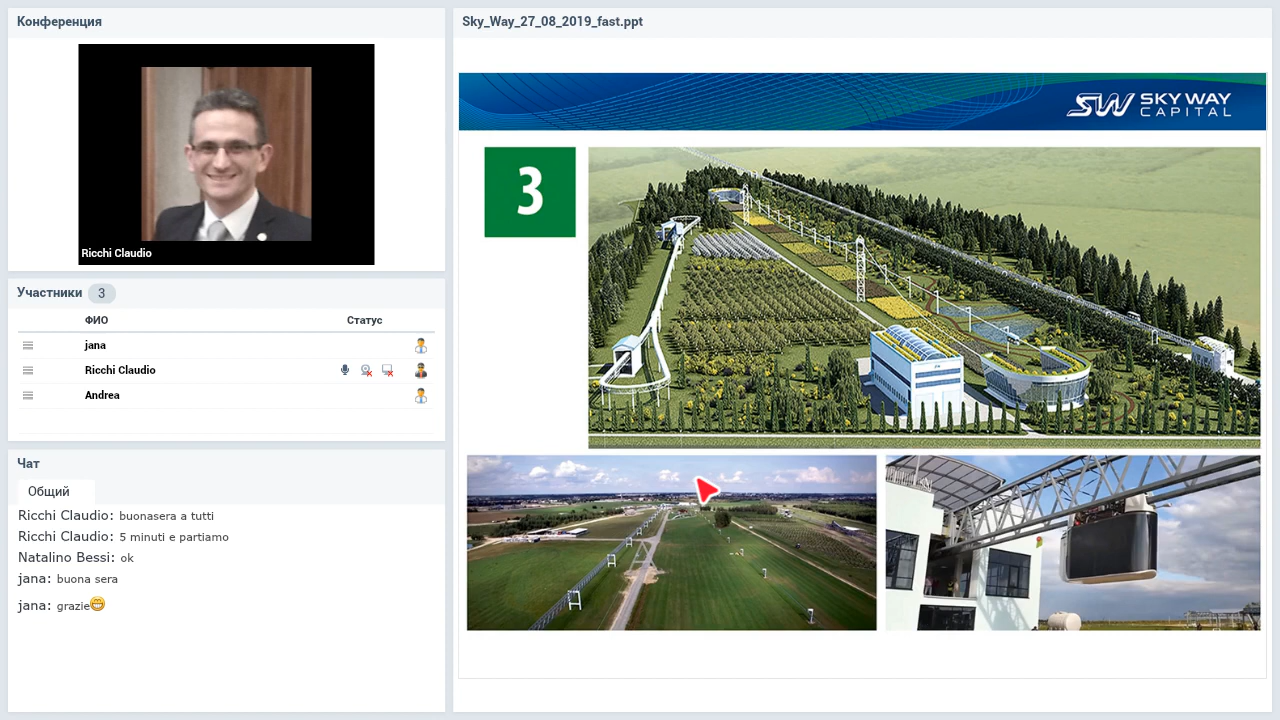 Конференция
Ricchi Claudio
Участники 3
ФИО Статус
jana
Ricchi Claudio
Andrea
Чат
Общий
Ricchi Claudio: buonasera a tutti
Ricchi Claudio: 5 minuti e partiamo
Natalino Bessi: ok
jana: buona sera
jana: grazie😁
Sky_Way_27_08_2019_fast.ppt
SW SKY WAY
CAPITAL
3